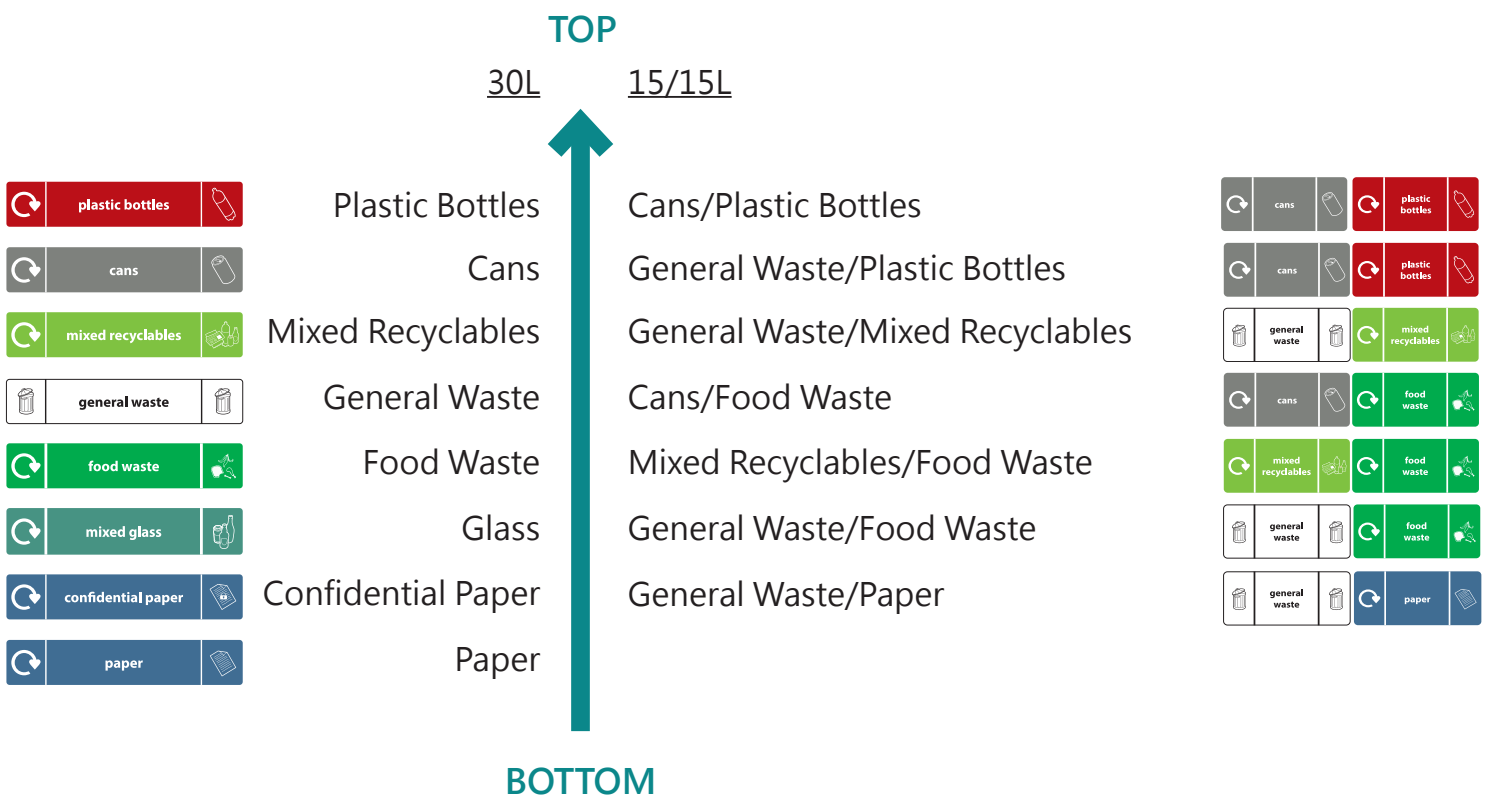 TOP
30L 15/15L
plastic bottles Plastic Bottles Cans/Plastic Bottles cans plastic
bottles
cans Cans General Waste/Plastic Bottles cans plastic
bottles
mixed recyclables Mixed Recyclables General Waste/Mixed Recyclables general
waste mixed
recyclables
general waste General Waste Cans/Food Waste cans food
waste
food waste Food Waste Mixed Recyclables/Food Waste mixed
recyclables food
waste
mixed glass Glass General Waste/Food Waste general
waste food
waste
confidential paper Confidential Paper General Waste/Paper general
waste paper
paper Paper
BOTTOM